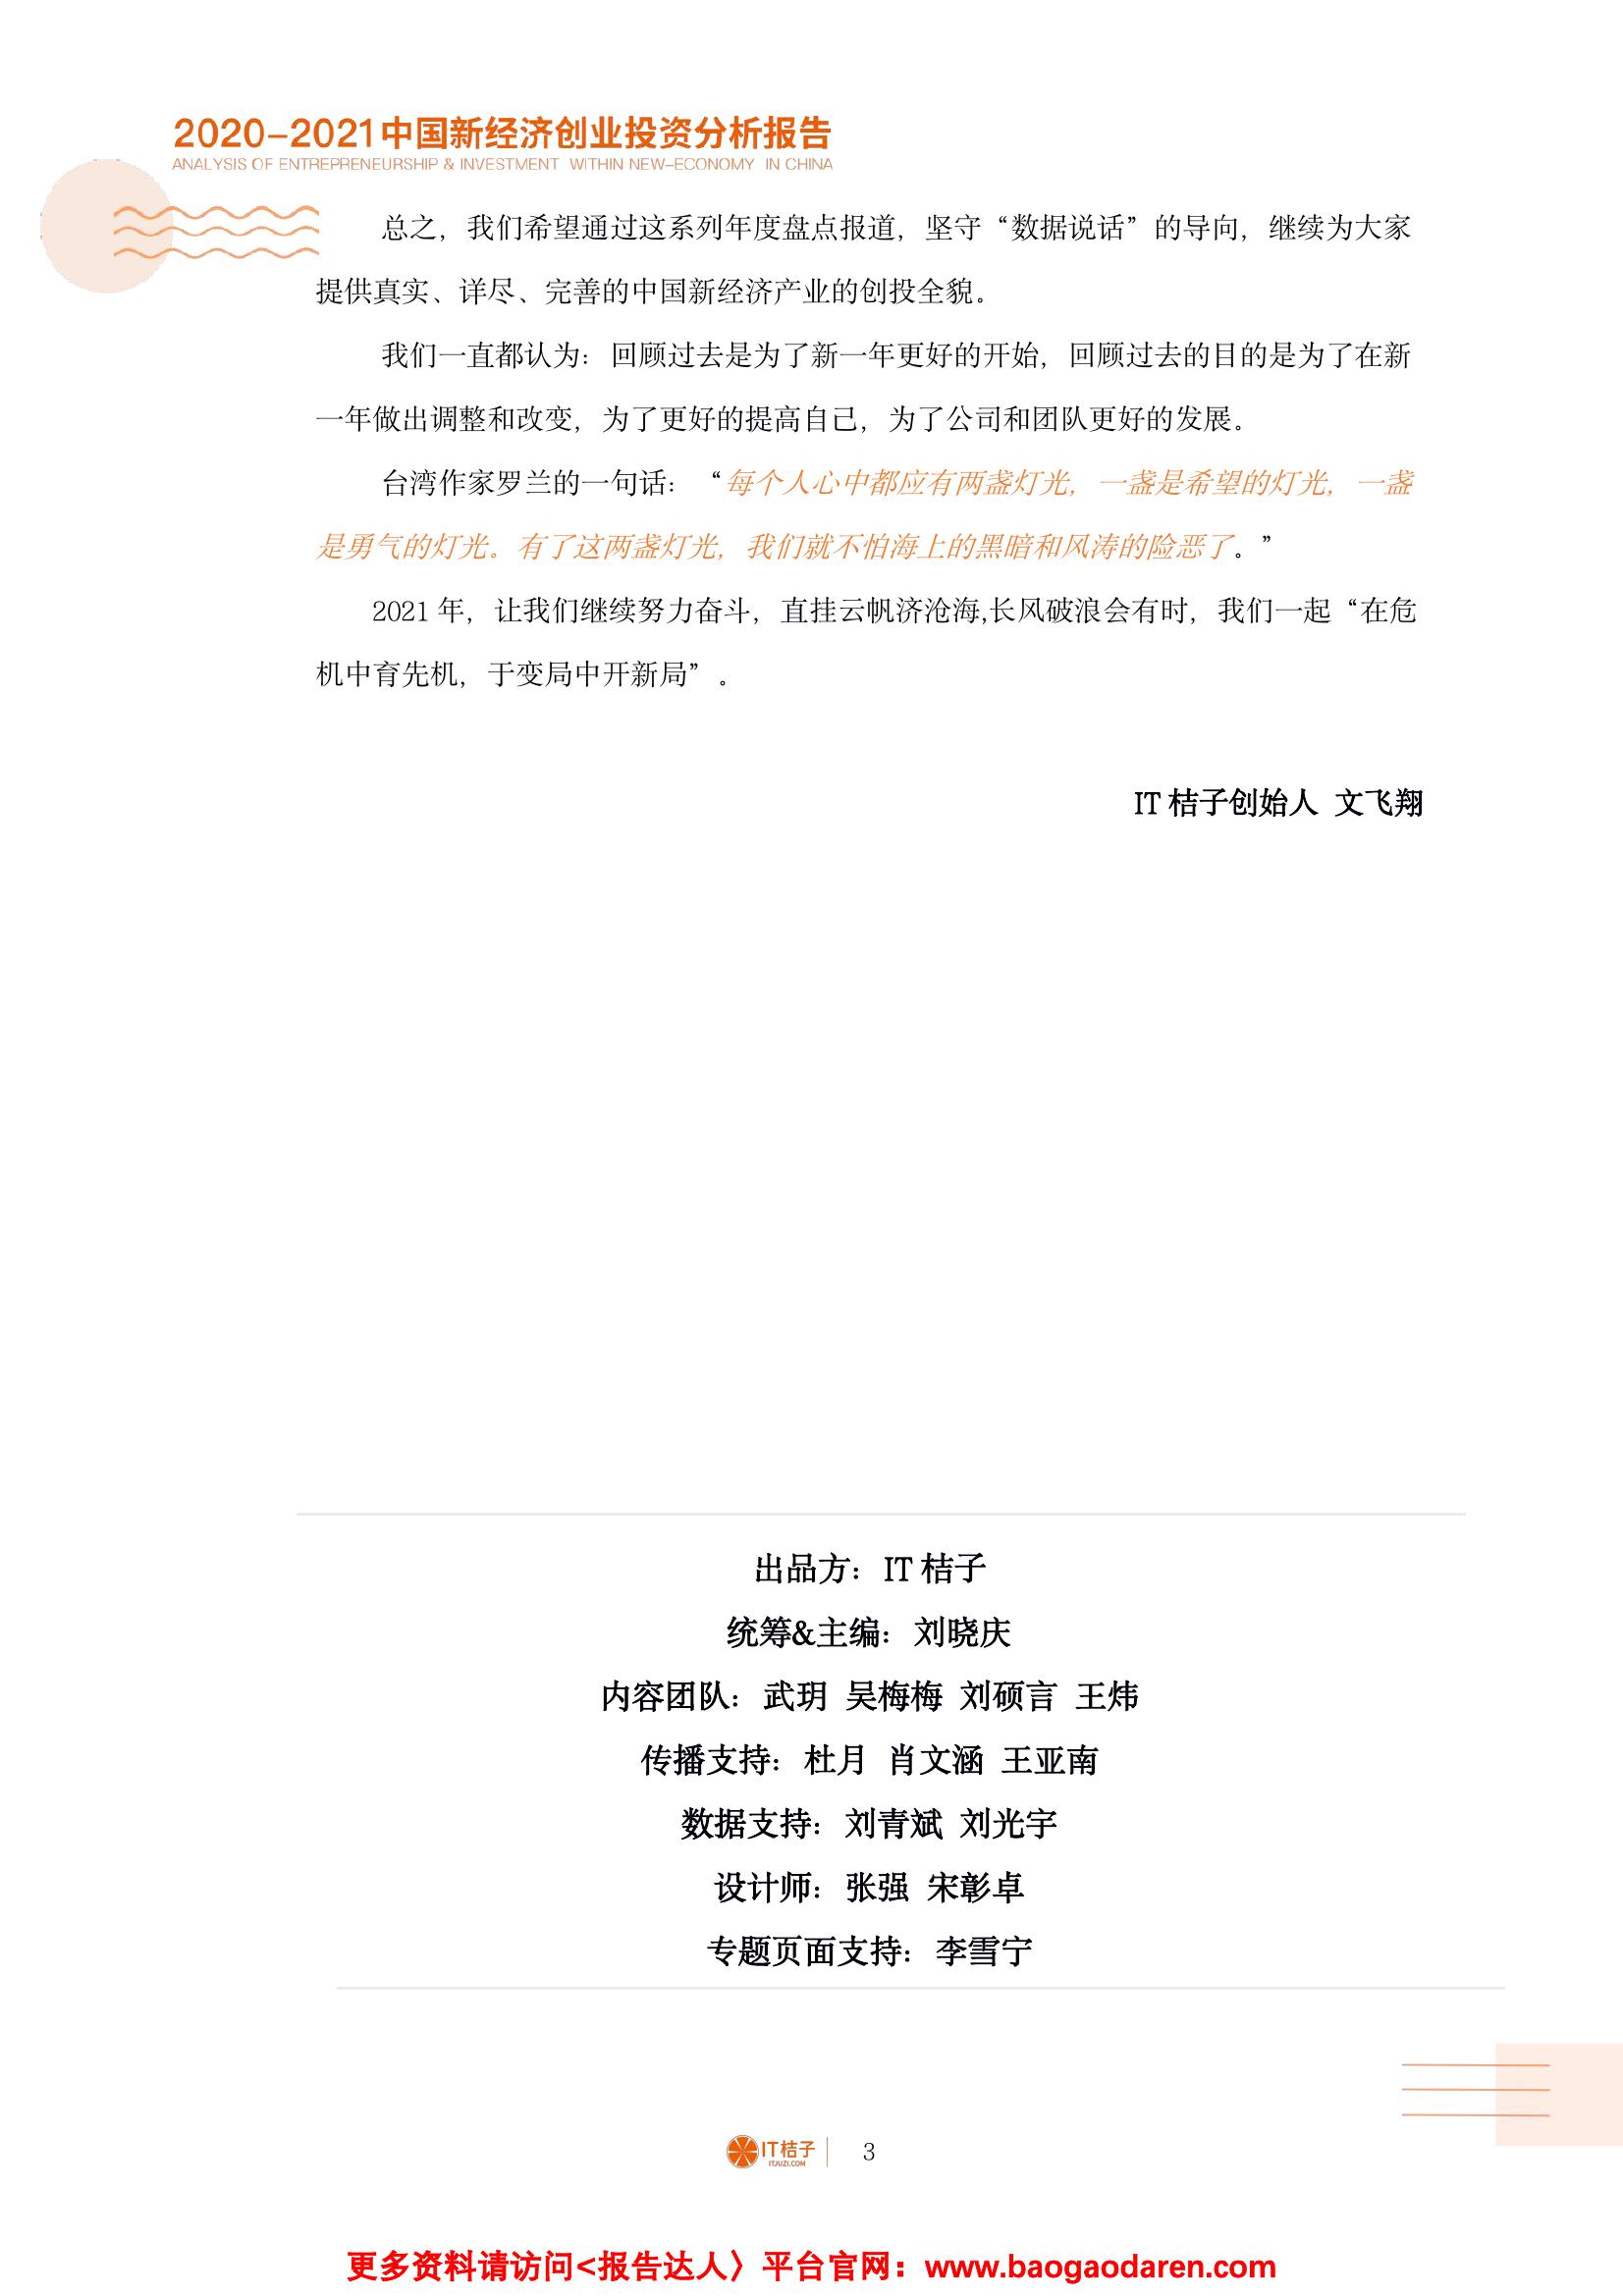 2020-2021中国新经济创业投资分析报告
ANALYSIS OF ENTREPRENEURSHIP & INVESTMENT WITHIN NEW-ECONOMY IN CHINA
总之，我们希望通过这系列年度盘点报道，坚守“数据说话”的导向，继续为大家
提供真实、详尽、完善的中国新经济产业的创投全貌。
我们一直都认为：回顾过去是为了新一年更好的开始，回顾过去的目的是为了在新
一年做出调整和改变，为了更好的提高自己，为了公司和团队更好的发展。
台湾作家罗兰的一句话：“每个人心中都应有两盏灯光，一盏是希望的灯光，一盏
是勇气的灯光。有了这两盏灯光，我们就不怕海上的黑暗和风涛的险恶了。”
2021 年，让我们继续努力奋斗，直挂云帆济沧海,长风破浪会有时，我们一起“在危
机中育先机，于变局中开新局”。
IT 桔子创始人 文飞翔
出品方：IT 桔子
统筹&主编：刘晓庆
内容团队：武玥 吴梅梅 刘硕言 王炜
传播支持：杜月 肖文涵 王亚南
数据支持：刘青斌 刘光宇
设计师：张强 宋彰卓
专题页面支持：李雪宁
IT桔子
ITJUZI.COM
3
更多资料请访问<报告达人〉平台官网：www.baogaodaren.com